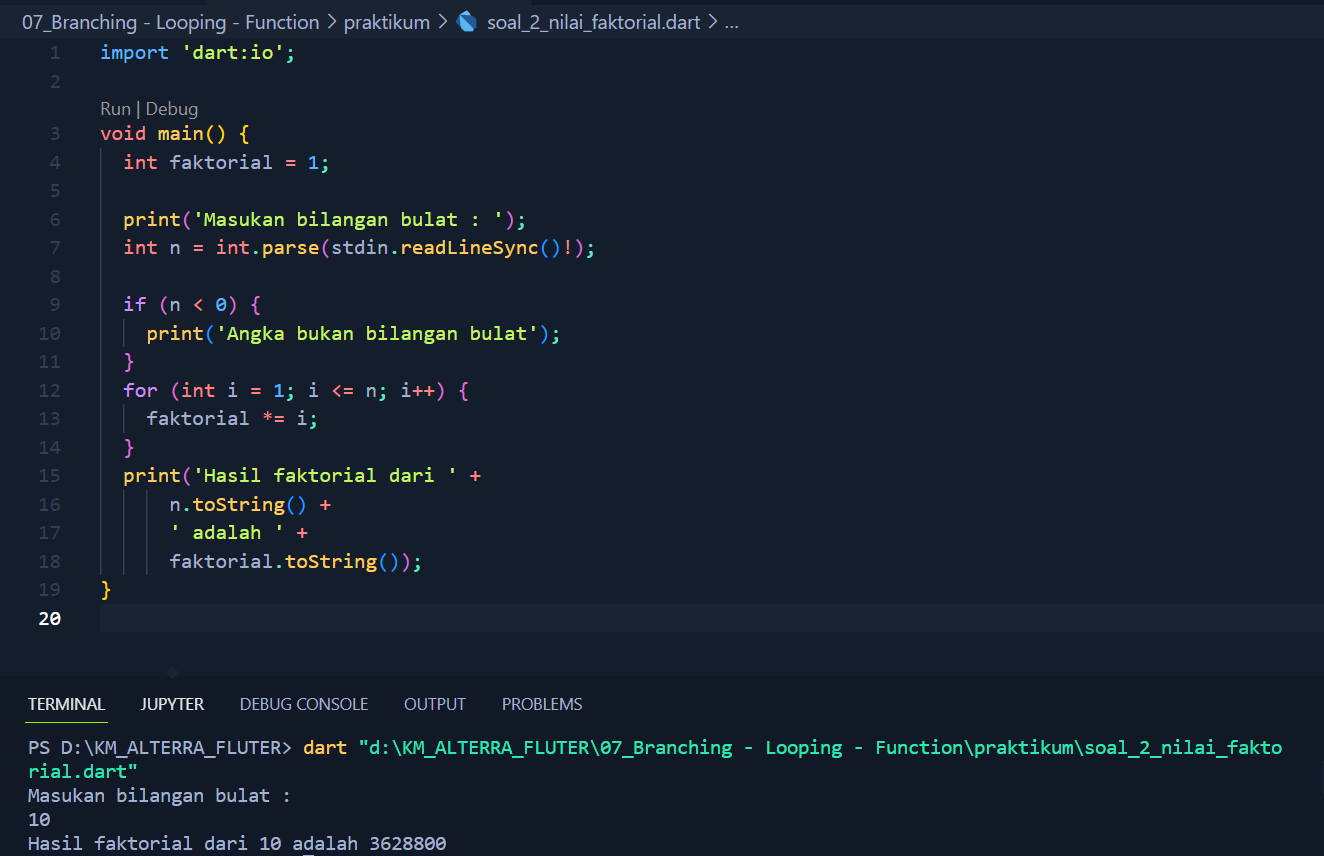 07_Branching - Looping - Function > praktikum > soal_2_nilai_faktorial.dart > ...
1 import 'dart:io';
2
Run | Debug
3 void main() {
4 int faktorial = 1;
5
6 print('Masukan bilangan bulat : ');
7 int n = int.parse(stdin.readLineSync()!);
8
9 if (n < 0) {
10 print('Angka bukan bilangan bulat');
11 }
12 for (int i = 1; i <= n; i++) {
13 faktorial *= i;
14 }
15 print('Hasil faktorial dari ' +
16 n.toString() +
17 ' adalah ' +
18 faktorial.toString());
19 }
20
TERMINAL JUPYTER DEBUG CONSOLE OUTPUT PROBLEMS
PS D:\KM_ALTERRA_FLUTER> dart "d:\KM_ALTERRA_FLUTER\07_Branching - Looping - Function\praktikum\soal_2_nilai_fakto
rial.dart"
Masukan bilangan bulat :
10
Hasil faktorial dari 10 adalah 3628800